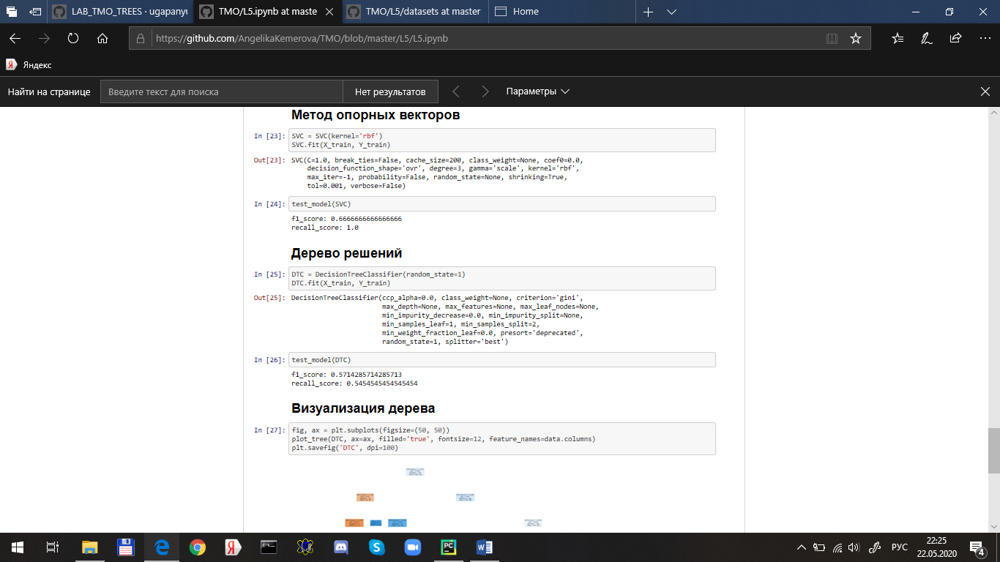 LAB_TMO_TREES · ugapanyu
TMO/L5.ipynb at maste
TMO/L5/datasets at master
Home
https://github.com/AngelikaKemerova/TMO/blob/master/L5/L5.ipynb
Яндекс
Найти на странице
Введите текст для поиска
Нет результатов
Параметры
Метод опорных векторов
In [23]: SVC = SVC(kernel='rbf')
SVC.fit(X_train, Y_train)
Out[23]: SVC(C=1.0, break_ties=False, cache_size=200, class_weight=None, coef0=0.0,
decision_function_shape='ovr', degree=3, gamma='scale', kernel='rbf',
max_iter=-1, probability=False, random_state=None, shrinking=True,
tol=0.001, verbose=False)
In [24]: test_model(SVC)
f1_score: 0.6666666666666666
recall_score: 1.0
Дерево решений
In [25]: DTC = DecisionTreeClassifier(random_state=1)
DTC.fit(X_train, Y_train)
Out[25]: DecisionTreeClassifier(ccp_alpha=0.0, class_weight=None, criterion='gini',
max_depth=None, max_features=None, max_leaf_nodes=None,
min_impurity_decrease=0.0, min_impurity_split=None,
min_samples_leaf=1, min_samples_split=2,
min_weight_fraction_leaf=0.0, presort='deprecated',
random_state=1, splitter='best')
In [26]: test_model(DTC)
f1_score: 0.5714285714285713
recall_score: 0.5454545454545454
Визуализация дерева
In [27]: fig, ax = plt.subplots(figsize=(50, 50))
plot_tree(DTC, ax=ax, filled='true', fontsize=12, feature_names=data.columns)
plt.savefig('DTC', dpi=100)
РУС
22:25
22.05.2020
4